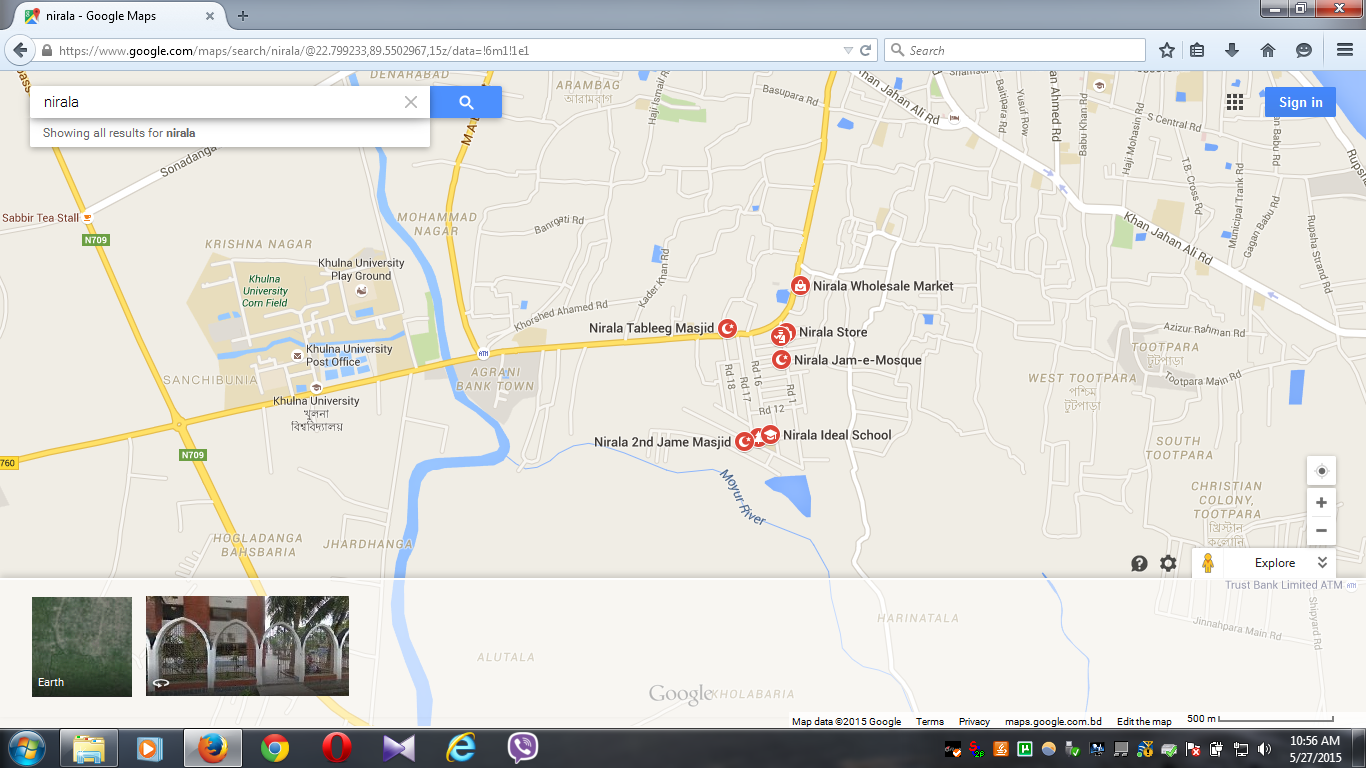 nirala - Google Maps
https://www.google.com/maps/search/nirala/@22.799233,89.5502967,15z/data=!6m1!1e1
Search
nirala
Showing all results for nirala
Sign in
DENARABAD
ARAMBAG
আরামবাগ
Haji Ismail
Basupara Rd
Khan Jahan Ali Rd
Baitipara Rd
Yusuf Row
Khan Ahmed Rd
Babu Khan Rd
Haji Mohasin Rd
S Central Rd
T.B. Cross Rd
Municipal Trank Rd
Gagan Babu Rd
Babu Rd
Rupsha
Rupsha Strand Rd
Sonadanga
Sabbir Tea Stall
N709
MOHAMMAD
NAGAR
Banrgati Rd
KRISHNA NAGAR
Khulna University
Play Ground
Khulna
University
Corn Field
Kader Khan Rd
Khan Jahan Ali Rd
Nirala Wholesale Market
Khorshed Ahamed Rd
Nirala Tableeg Masjid
Nirala Store
Azizur Rahman Rd
Khulna University
Post Office
ATM
TOOTPARA
টুটপাড়া
Nirala Jam-e-Mosque
SANCHIBUNIA
AGRANI
BANK TOWN
Rd 18
Rd 17
Rd 16
Rd 1
WEST TOOTPARA
পশ্চিম
টুটপাড়া
Tootpara Main Rd
Khulna University
খুলনা
বিশ্ববিদ্যালয়
Rd 12
Nirala 2nd Jame Masjid
Nirala Ideal School
SOUTH
TOOTPARA
N709
760
Moyur River
CHRISTIAN
COLONY,
TOOTPARA
খ্রিস্টান
কলোনি
HOGLADANGA
BAHSBARIA
JHARDHANGA
Explore
Trust Bank Limited ATM
HARINATALA
Jinnahpara Main Rd
Shipyard Rd
ALUTALA
Earth
Google
KHOLABARIA
Map data ©2015 Google
Terms
Privacy
maps.google.com.bd
Edit the map
500 m
10:56 AM
5/27/2015